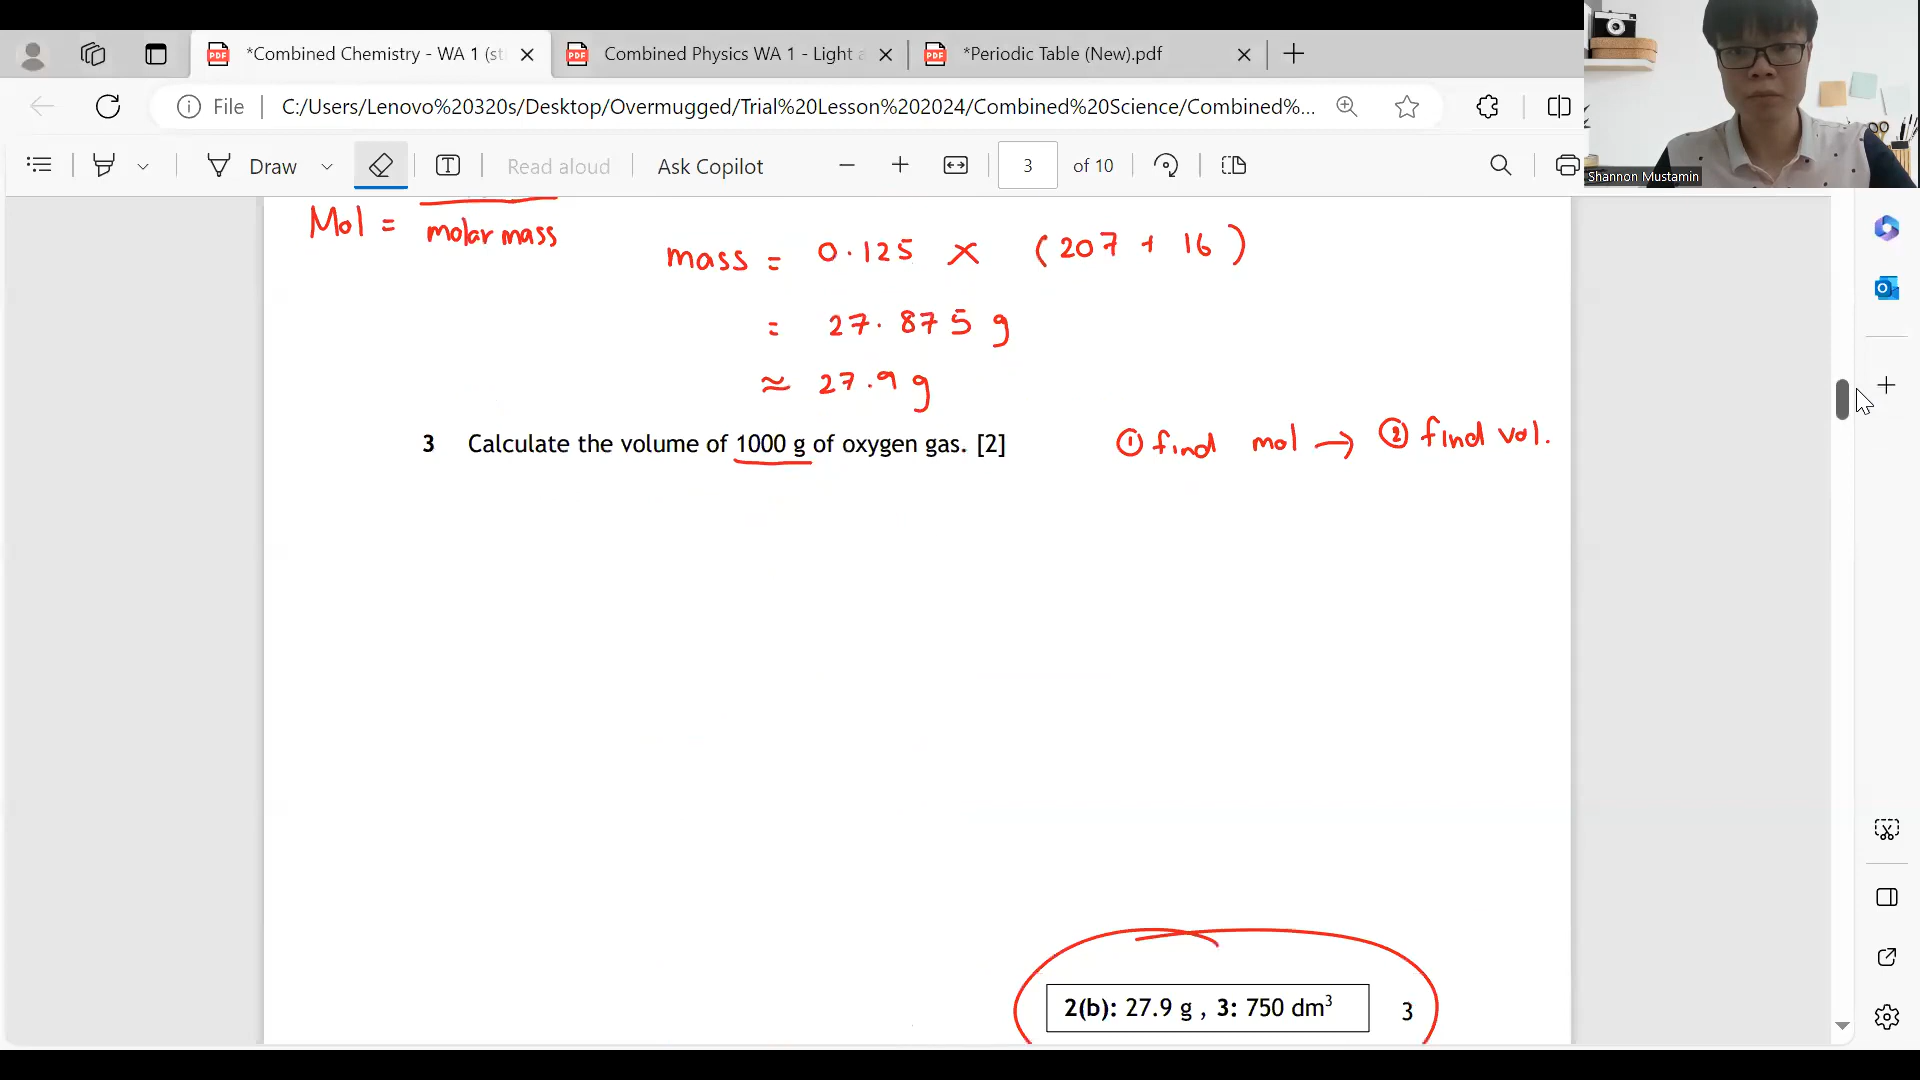 *Combined Chemistry - WA 1 (st
Combined Physics WA 1 - Light a
*Periodic Table (New).pdf
File
C:/Users/Lenovo%20320s/Desktop/Overmugged/Trial%20Lesson%202024/Combined%20Science/Combined%...
Draw
Read aloud
Ask Copilot
3
of 10
Shannon Mustamin
Mol =
molar mass
mass = 0.125 × (207 + 16)
= 27.875 g
≈ 27.9 g
3 Calculate the volume of 1000 g of oxygen gas. [2]
① find mol → ② find vol.
2(b): 27.9 g , 3: 750 dm³
3